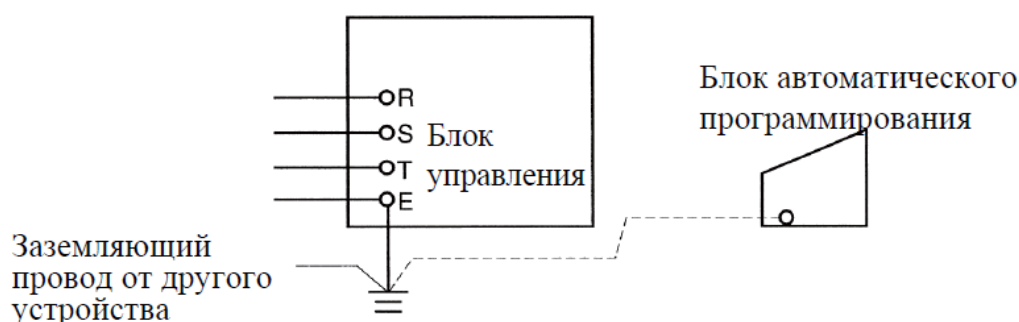 Блок автоматического
программирования
R
S
T
E
Блок
управления
Заземляющий
провод от другого
устройства